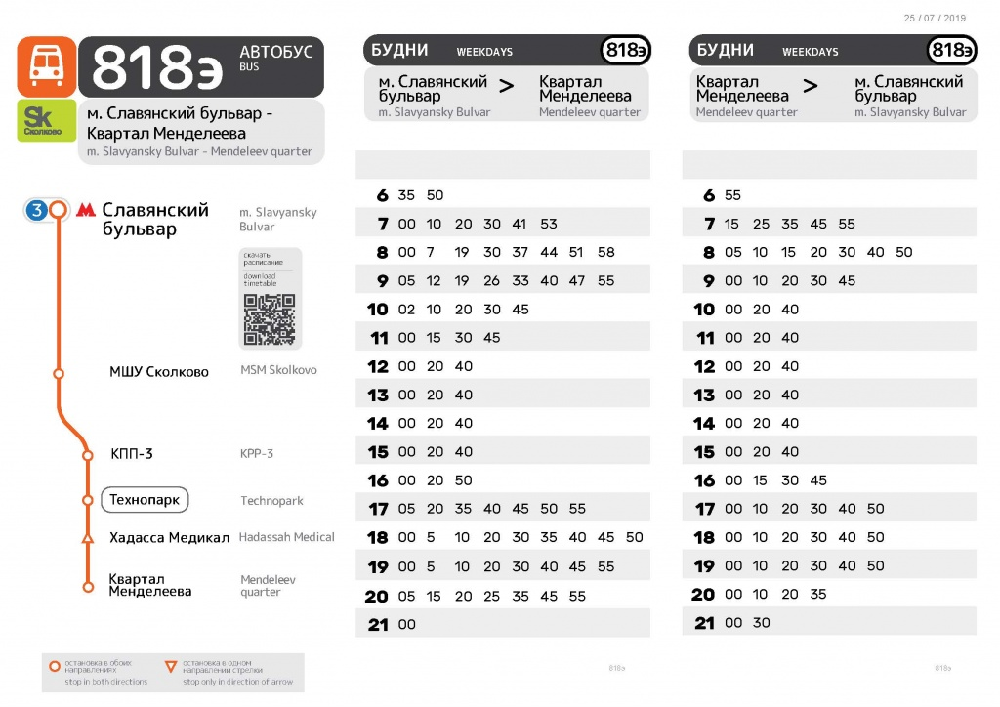 25 / 07 / 2019
818э
АВТОБУС
BUS
Sk
Сколково
м. Славянский бульвар -
Квартал Менделеева
m. Slavyansky Bulvar - Mendeleev quarter
3
М
Славянский
бульвар
m. Slavyansky
Bulvar
скачать
расписание
download
timetable
МШУ Сколково
MSM Skolkovo
КПП-3
KPP-3
Технопарк
Technopark
Хадасса Медикал
Hadassah Medical
Квартал
Менделеева
Mendeleev
quarter
остановка в обоих
направлениях
stop in both directions
остановка в одном
направлении стрелки
stop only in direction of arrow
БУДНИ WEEKDAYS 818э
м. Славянский
бульвар
m. Slavyansky Bulvar
>
Квартал
Менделеева
Mendeleev quarter
6 35 50
7 00 10 20 30 41 53
8 00 7 19 30 37 44 51 58
9 05 12 19 26 33 40 47 55
10 02 10 20 30 45
11 00 15 30 45
12 00 20 40
13 00 20 40
14 00 20 40
15 00 20 40
16 00 20 50
17 05 20 35 40 45 50 55
18 00 5 10 20 30 35 40 45 50
19 00 5 10 20 30 40 45 55
20 05 15 20 25 35 45 55
21 00
818э
БУДНИ WEEKDAYS 818э
Квартал
Менделеева
Mendeleev quarter
>
м. Славянский
бульвар
m. Slavyansky Bulvar
6 55
7 15 25 35 45 55
8 05 10 15 20 30 40 50
9 00 10 20 30 45
10 00 20 40
11 00 20 40
12 00 20 40
13 00 20 40
14 00 20 40
15 00 20 40
16 00 15 30 45
17 00 10 20 30 40 50
18 00 10 20 30 40 50
19 00 10 20 30 40 50
20 00 10 20 35
21 00 30
818э